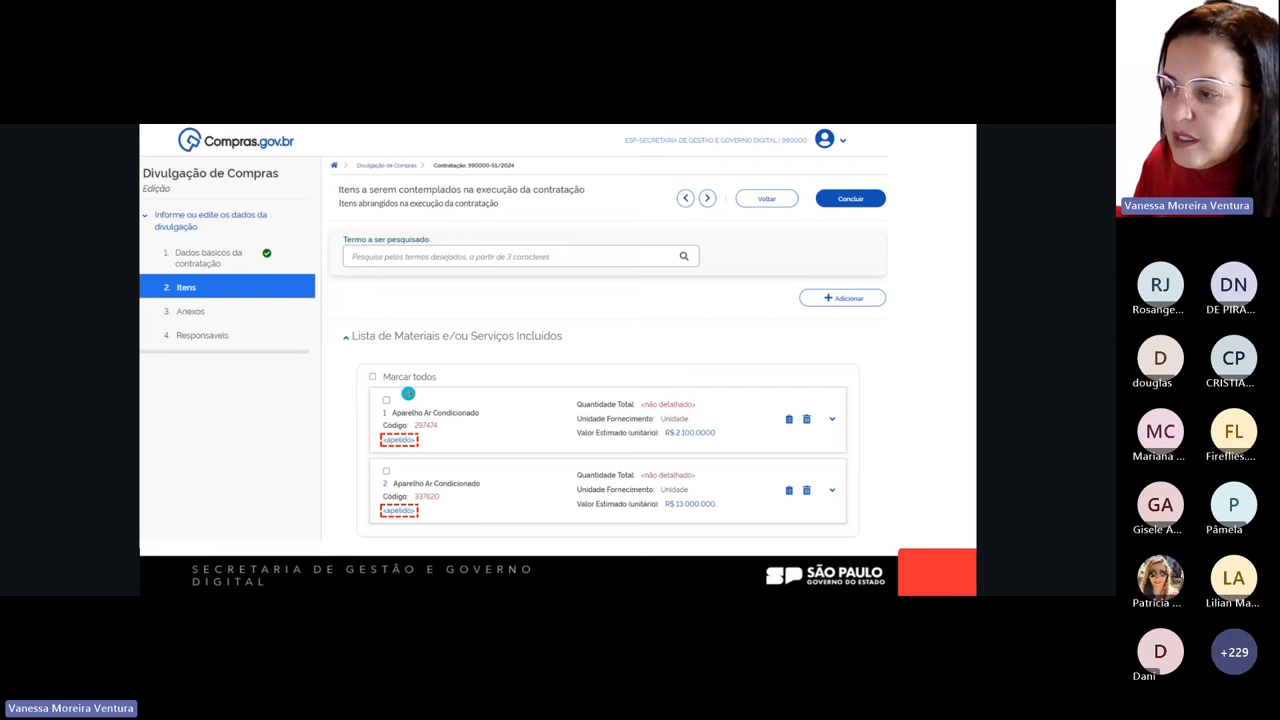 Compras.gov.br
ESP-SECRETARIA DE GESTAO E GOVERNO DIGITAL | 990000
Divulgação de Compras
Edição
Informe ou edite os dados da
divulgação
1. Dados básicos da
contratação
2. Itens
3. Anexos
4. Responsáveis
Divulgação de Compras
Contratação: 990000-51/2024
Itens a serem contemplados na execução da contratação
Itens abrangidos na execução da contratação
Voltar
Concluir
Termo a ser pesquisado
Pesquise pelos termos desejados, a partir de 3 caracteres
+ Adicionar
Lista de Materiais e/ou Serviços Incluídos
Marcar todos
1 Aparelho Ar Condicionado
Código: 297474
<apelido>
Quantidade Total: <não detalhado>
Unidade Fornecimento: Unidade
Valor Estimado (unitário): R$ 2.100,0000
2 Aparelho Ar Condicionado
Código: 337620
<apelido>
Quantidade Total: <não detalhado>
Unidade Fornecimento: Unidade
Valor Estimado (unitário): R$ 13.000,000..
SECRETARIA DE GESTÃO E GOVERNO
DIGITAL
SP SÃO PAULO
GOVERNO DO ESTADO
Vanessa Moreira Ventura
RJ
Rosange...
DN
DE PIRA...
D
douglas
CP
CRISTIA...
MC
Mariana ...
FL
Fireflies....
GA
Gisele A...
P
Pâmela
Patrícia ...
LA
Lilian Ma...
D
Dani
+229
Vanessa Moreira Ventura